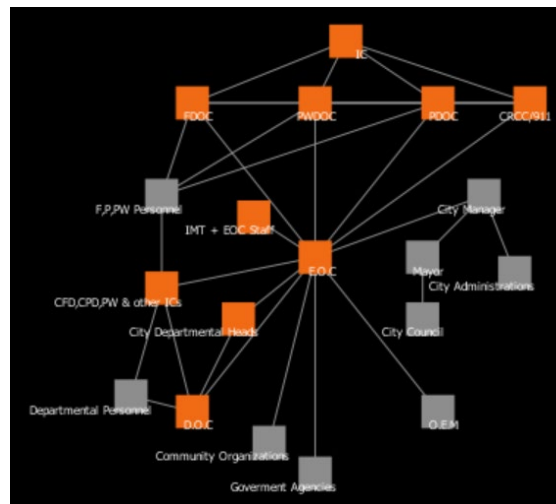 IC
FDOC
PWDOC
PDOC
CRCC/911
F,P,PW Personnel
City Manager
IMT + EOC Staff
E.O.C
Mayor
City Administrations
CFD,CPD,PW & other ICs
City Departmental Heads
City Council
Departmental Personnel
D.O.C
O.E.M
Community Organizations
Goverment Agencies